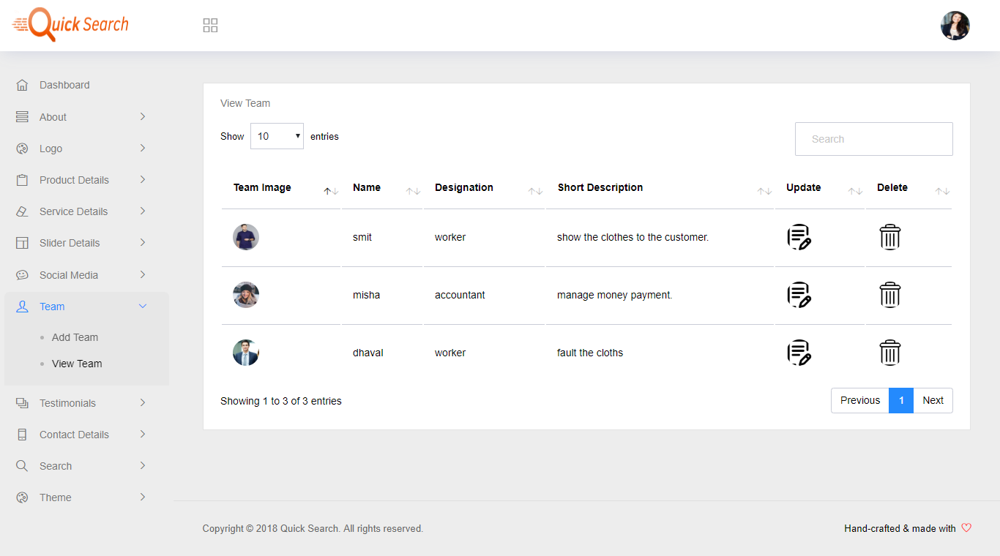 Quick Search
Dashboard
About
Logo
Product Details
Service Details
Slider Details
Social Media
Team
Add Team
View Team
Testimonials
Contact Details
Search
Theme
View Team
Show 10 entries
Search
Team Image Name Designation Short Description Update Delete
smit worker show the clothes to the customer.
misha accountant manage money payment.
dhaval worker fault the cloths
Showing 1 to 3 of 3 entries
Previous 1 Next
Copyright © 2018 Quick Search. All rights reserved.
Hand-crafted & made with